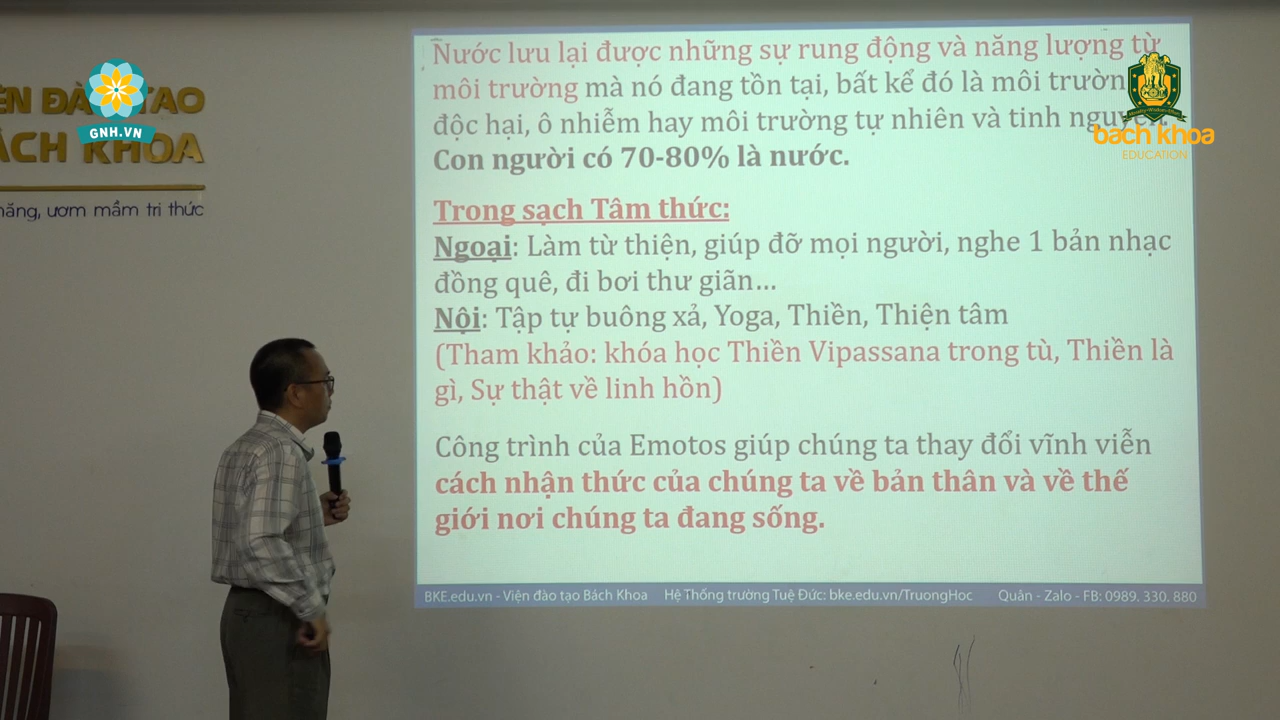 ỆN ĐÀO TẠO
ÁCH KHOA
năng, ươm mầm tri thức
GNH.VN
Nước lưu lại được những sự rung động và năng lượng từ
môi trường mà nó đang tồn tại, bất kể đó là môi trường
độc hại, ô nhiễm hay môi trường tự nhiên và tinh nguyên.
Con người có 70-80% là nước.
Trong sạch Tâm thức:
Ngoại: Làm từ thiện, giúp đỡ mọi người, nghe 1 bản nhạc
đồng quê, đi bơi thư giãn...
Nội: Tập tự buông xả, Yoga, Thiền, Thiện tâm
(Tham khảo: khóa học Thiền Vipassana trong tù, Thiền là
gì, Sự thật về linh hồn)
Công trình của Emotos giúp chúng ta thay đổi vĩnh viễn
cách nhận thức của chúng ta về bản thân và về thế
giới nơi chúng ta đang sống.
BKE.edu.vn - Viện đào tạo Bách Khoa Hệ Thống trường Tuệ Đức: bke.edu.vn/TruongHoc Quân - Zalo - FB: 0989. 330. 880
bach khoa
EDUCATION